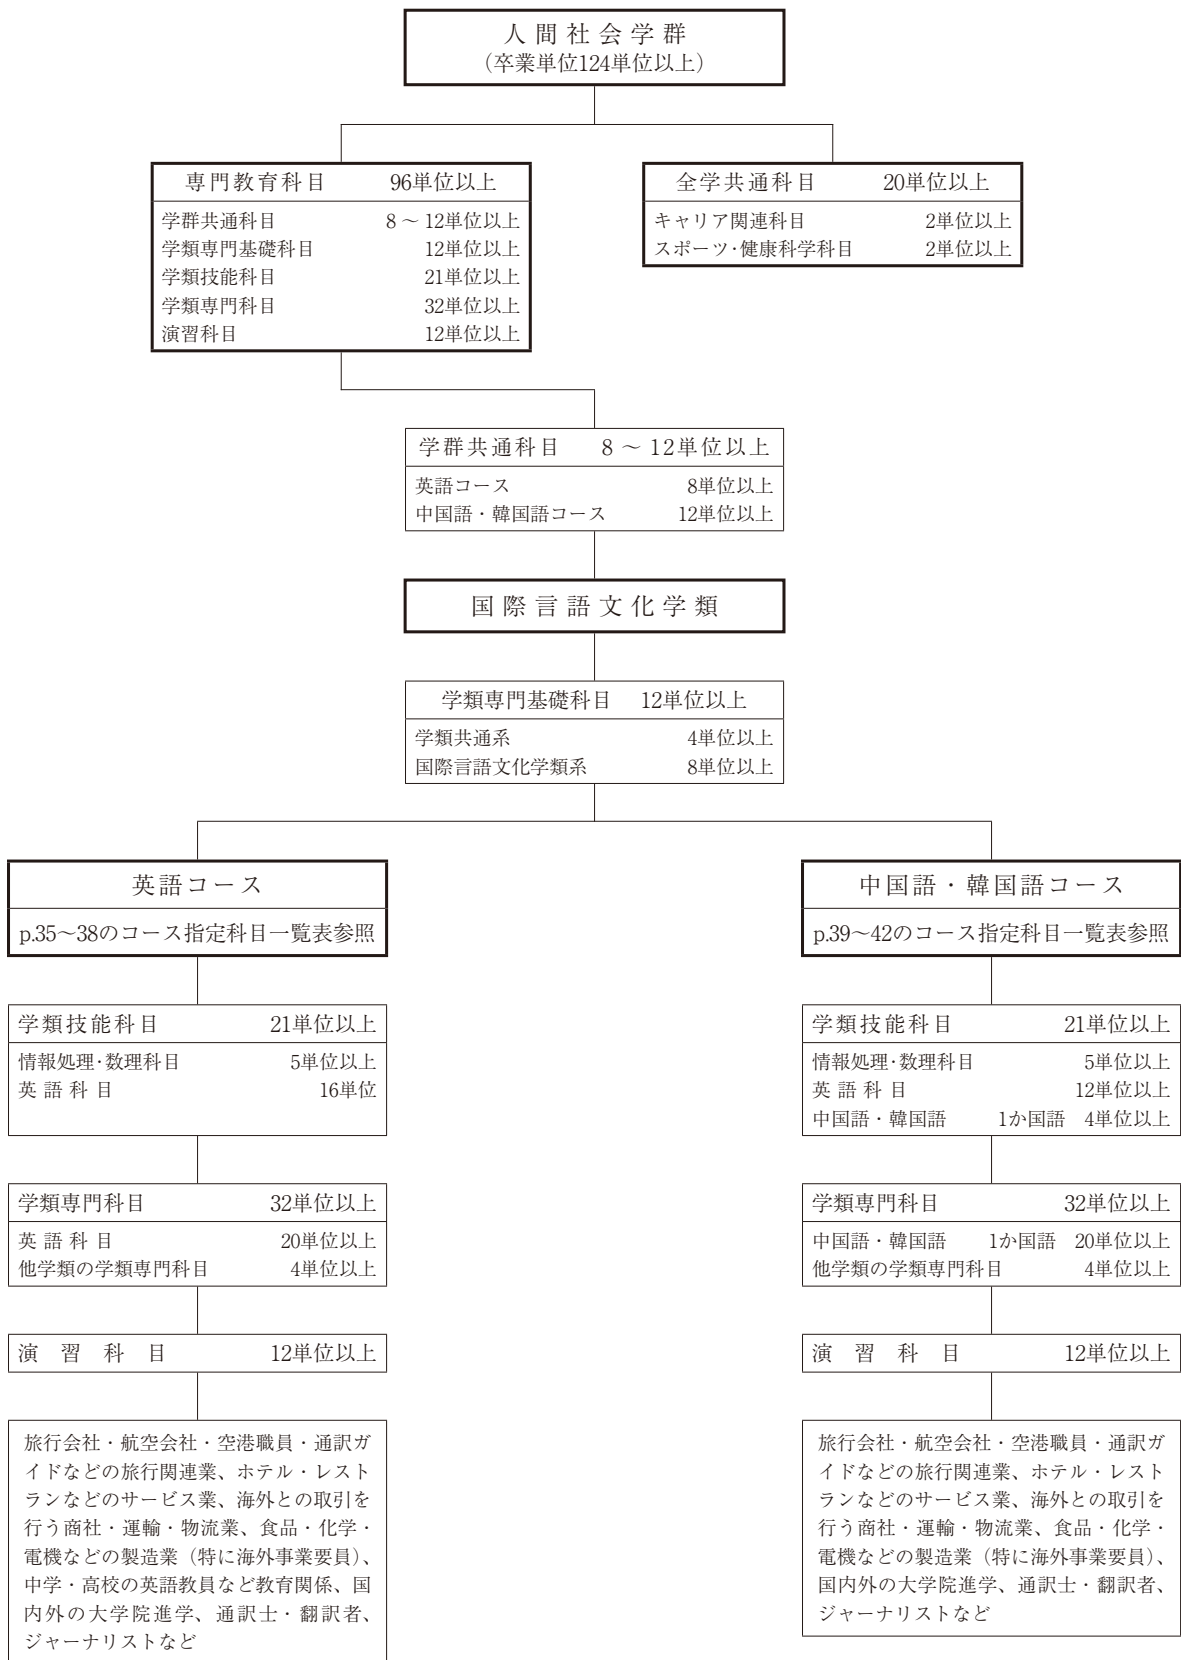 人間社会学群
（卒業単位124単位以上）
専門教育科目 96単位以上
学群共通科目 8～12単位以上
学類専門基礎科目 12単位以上
学類技能科目 21単位以上
学類専門科目 32単位以上
演習科目 12単位以上
全学共通科目 20単位以上
キャリア関連科目 2単位以上
スポーツ・健康科学科目 2単位以上
学群共通科目 8～12単位以上
英語コース 8単位以上
中国語・韓国語コース 12単位以上
国際言語文化学類
学類専門基礎科目 12単位以上
学類共通系 4単位以上
国際言語文化学類系 8単位以上
英語コース
p.35～38のコース指定科目一覧表参照
学類技能科目 21単位以上
情報処理・数理科目 5単位以上
英語科目 16単位
学類専門科目 32単位以上
英語科目 20単位以上
他学類の学類専門科目 4単位以上
演習科目 12単位以上
旅行会社・航空会社・空港職員・通訳ガ
イドなどの旅行関連業、ホテル・レスト
ランなどのサービス業、海外との取引を
行う商社・運輸・物流業、食品・化学・
電機などの製造業（特に海外事業要員）、
中学・高校の英語教員など教育関係、国
内外の大学院進学、通訳士・翻訳者、
ジャーナリストなど
中国語・韓国語コース
p.39～42のコース指定科目一覧表参照
学類技能科目 21単位以上
情報処理・数理科目 5単位以上
英語科目 12単位以上
中国語・韓国語 1か国語 4単位以上
学類専門科目 32単位以上
中国語・韓国語 1か国語 20単位以上
他学類の学類専門科目 4単位以上
演習科目 12単位以上
旅行会社・航空会社・空港職員・通訳ガ
イドなどの旅行関連業、ホテル・レスト
ランなどのサービス業、海外との取引を
行う商社・運輸・物流業、食品・化学・
電機などの製造業（特に海外事業要員）、
国内外の大学院進学、通訳士・翻訳者、
ジャーナリストなど